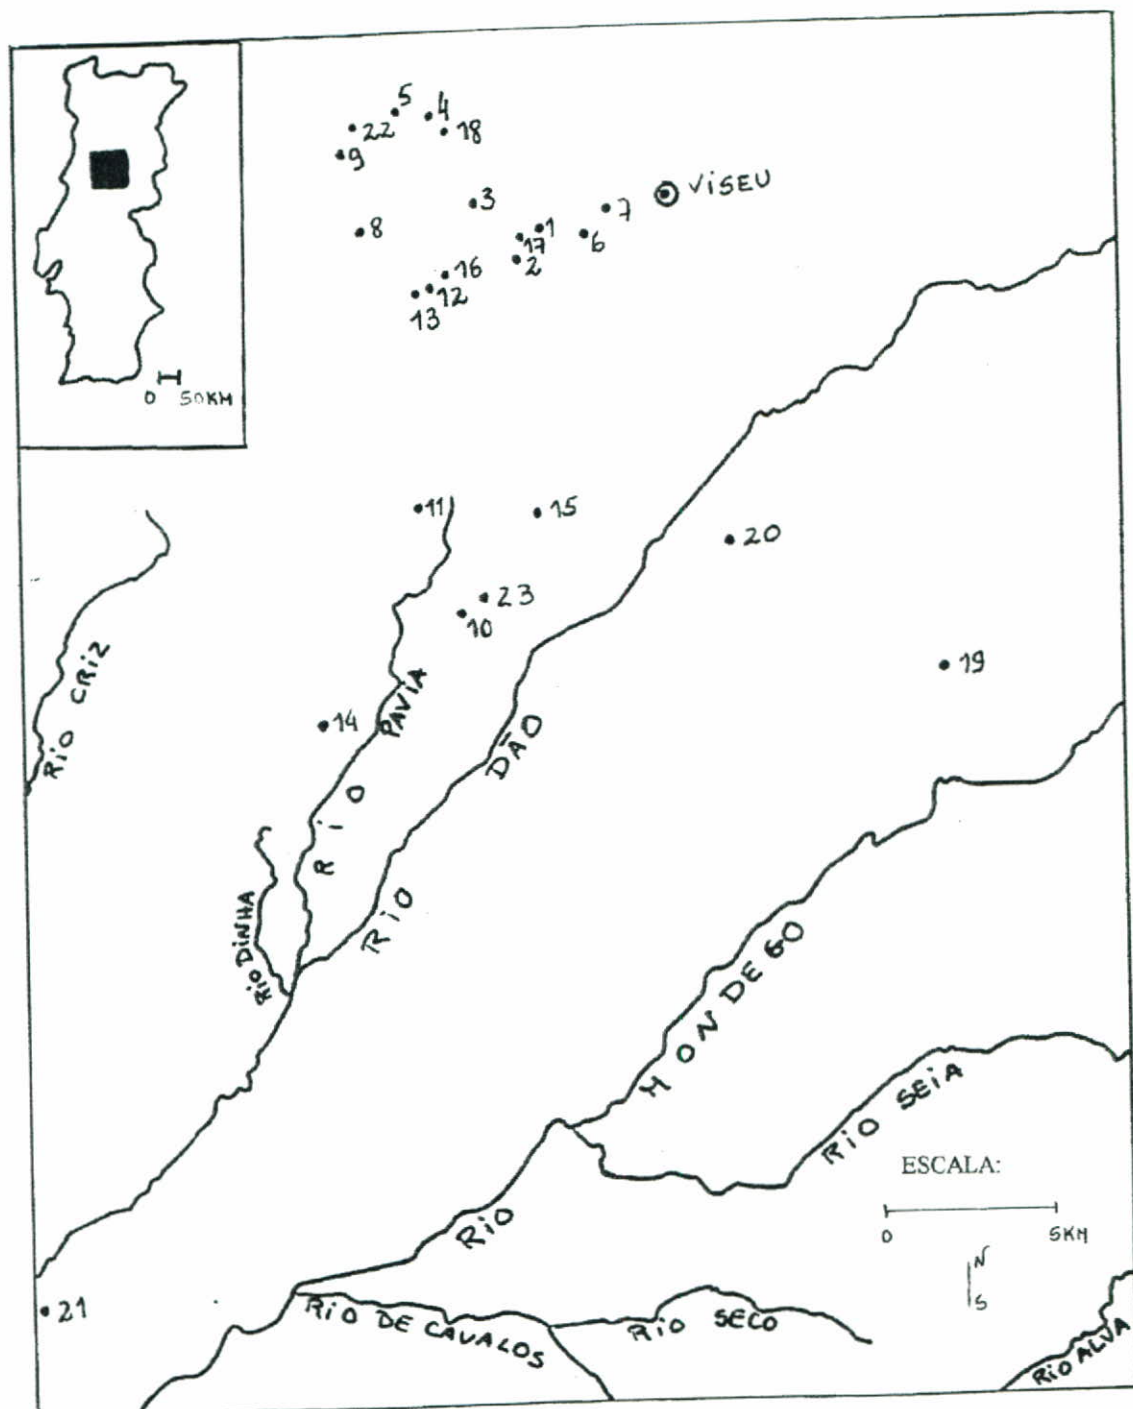 5
4
22
18
9
3
VISEU
7
8
1
17
6
2
16
12
13
0 50KM
11
15
20
23
10
19
14
RIO CRIZ
RIO PAVIA
RIO DÃO
RIO DINHA
RIO MONDEGO
RIO SEIA
ESCALA:
0 5KM
N
S
21
RIO DE CAVALOS
RIO SECO
RIO ALVA